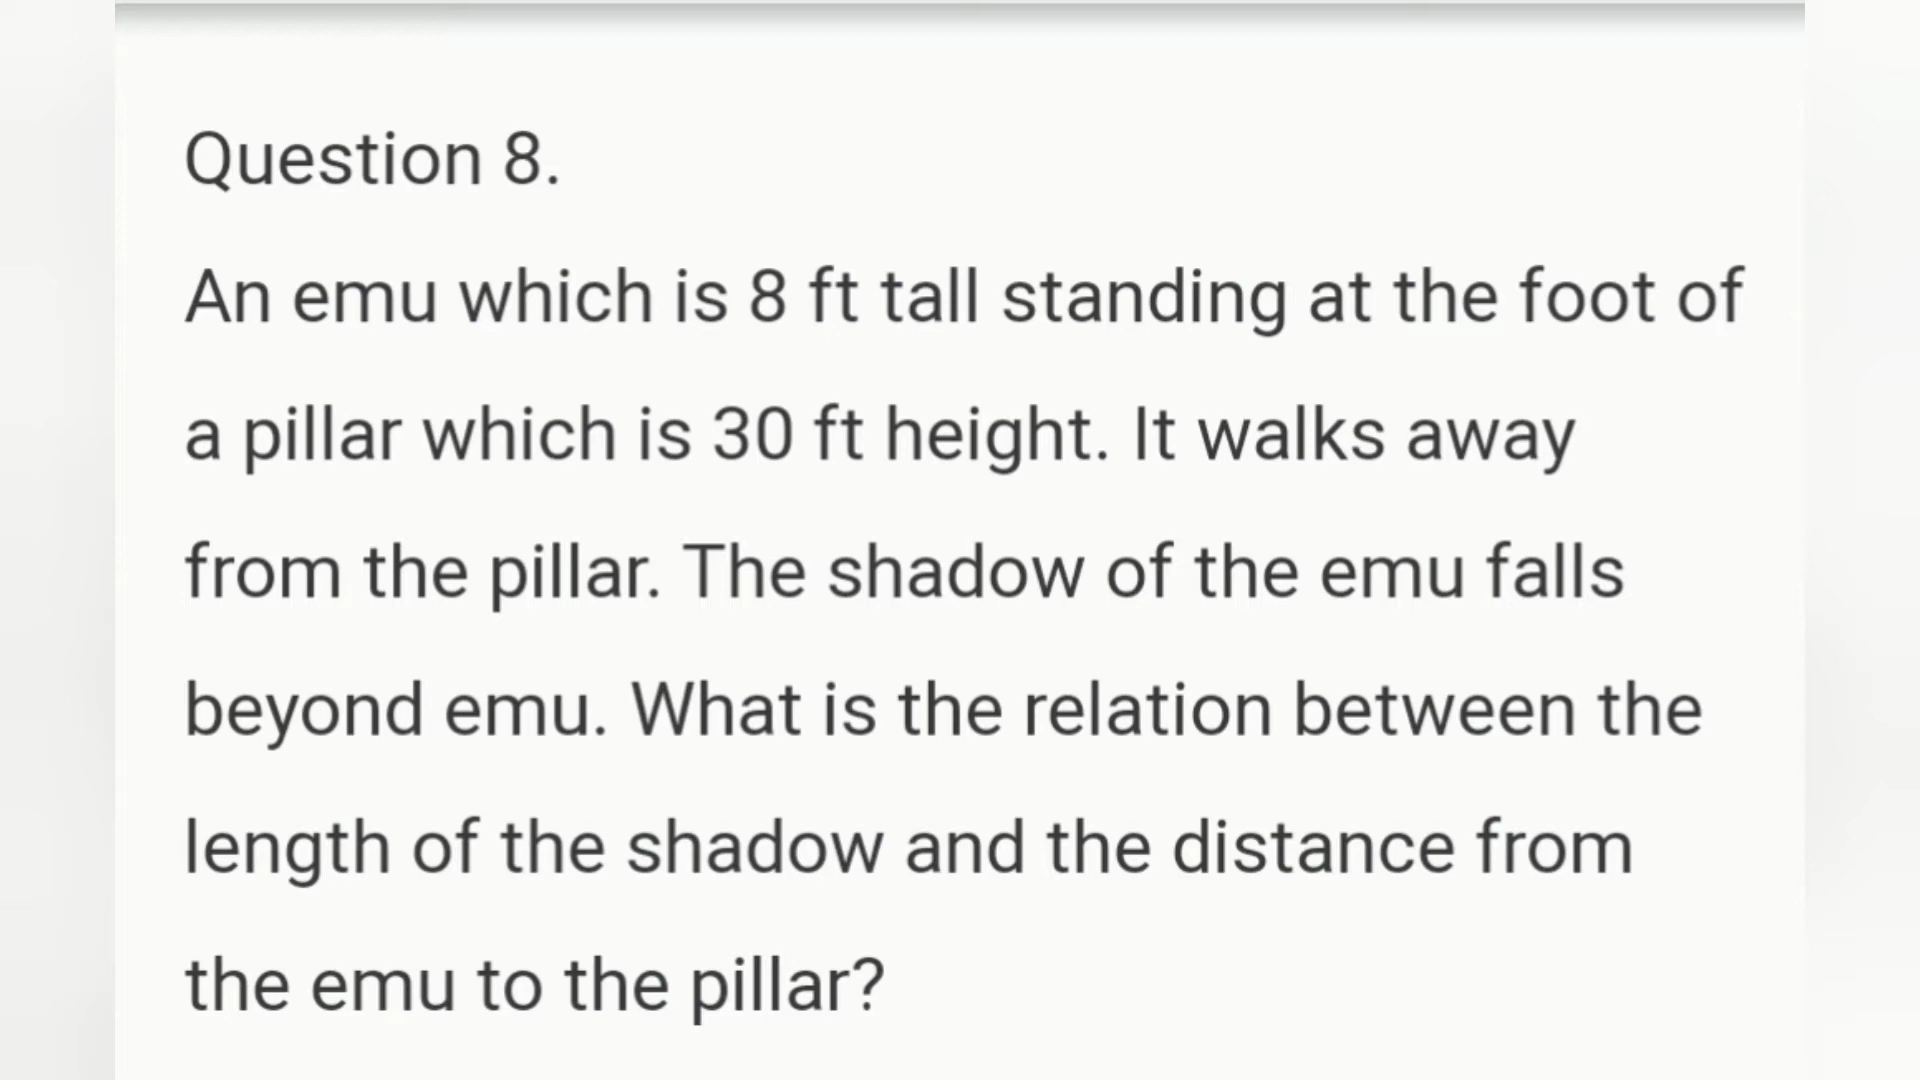 Question 8.
An emu which is 8 ft tall standing at the foot of
a pillar which is 30 ft height. It walks away
from the pillar. The shadow of the emu falls
beyond emu. What is the relation between the
length of the shadow and the distance from
the emu to the pillar?